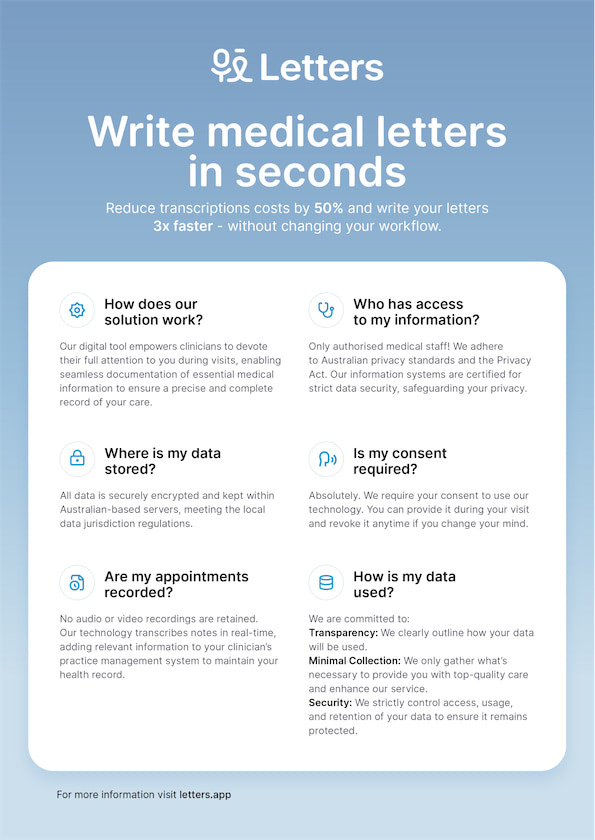 Letters
Write medical letters
in seconds
Reduce transcriptions costs by 50% and write your letters
3x faster - without changing your workflow.
How does our
solution work?
Our digital tool empowers clinicians to devote
their full attention to you during visits, enabling
seamless documentation of essential medical
information to ensure a precise and complete
record of your care.
Who has access
to my information?
Only authorised medical staff! We adhere
to Australian privacy standards and the Privacy
Act. Our information systems are certified for
strict data security, safeguarding your privacy.
Where is my data
stored?
All data is securely encrypted and kept within
Australian-based servers, meeting the local
data jurisdiction regulations.
Is my consent
required?
Absolutely. We require your consent to use our
technology. You can provide it during your visit
and revoke it anytime if you change your mind.
Are my appointments
recorded?
No audio or video recordings are retained.
Our technology transcribes notes in real-time,
adding relevant information to your clinician's
practice management system to maintain your
health record.
How is my data
used?
We are committed to:
Transparency: We clearly outline how your data
will be used.
Minimal Collection: We only gather what's
necessary to provide you with top-quality care
and enhance our service.
Security: We strictly control access, usage,
and retention of your data to ensure it remains
protected.
For more information visit letters.app